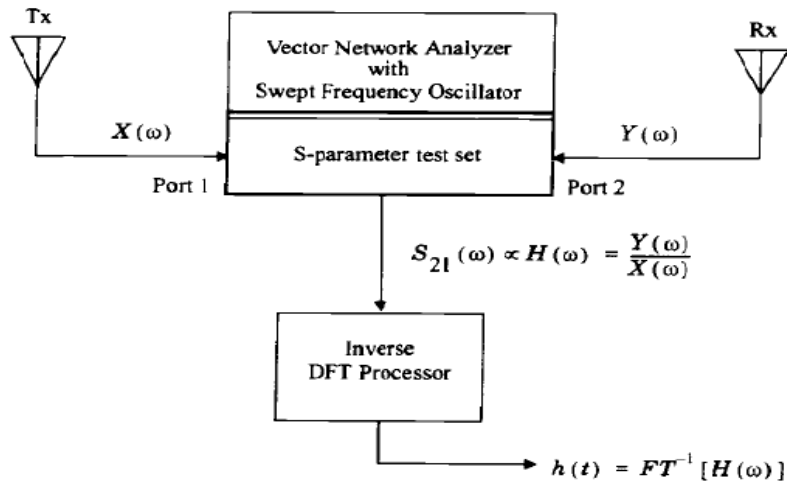 Tx
Rx
Vector Network Analyzer
with
Swept Frequency Oscillator
X(ω)
Y(ω)
S-parameter test set
Port 1
Port 2
S₂₁(ω) ∝ H(ω) = Y(ω)/X(ω)
Inverse
DFT Processor
h(t) = FT⁻¹[H(ω)]